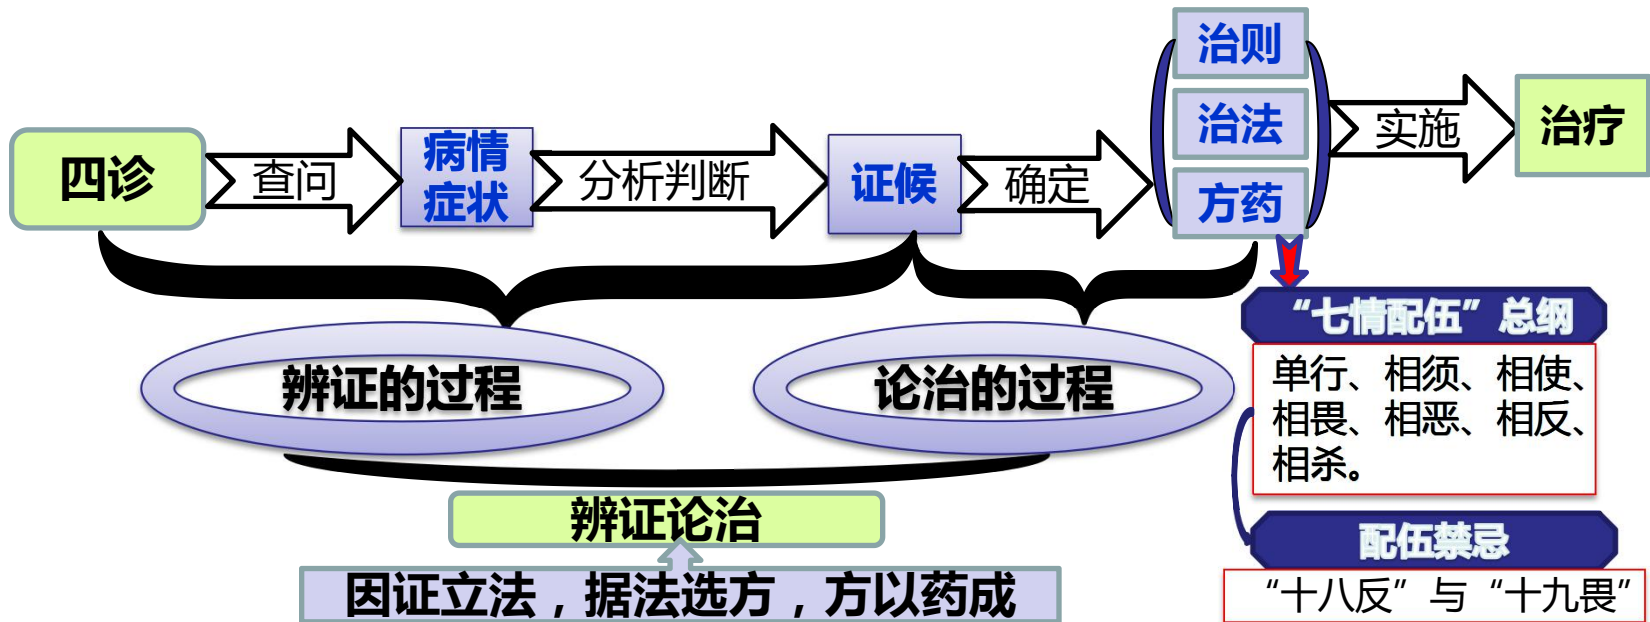 四诊
查问
病情
症状
分析判断
证候
确定
治则
治法
方药
实施
治疗
辨证的过程
论治的过程
“七情配伍”总纲
单行、相须、相使、
相畏、相恶、相反、
相杀。
辨证论治
因证立法，据法选方，方以药成
配伍禁忌
“十八反”与“十九畏”